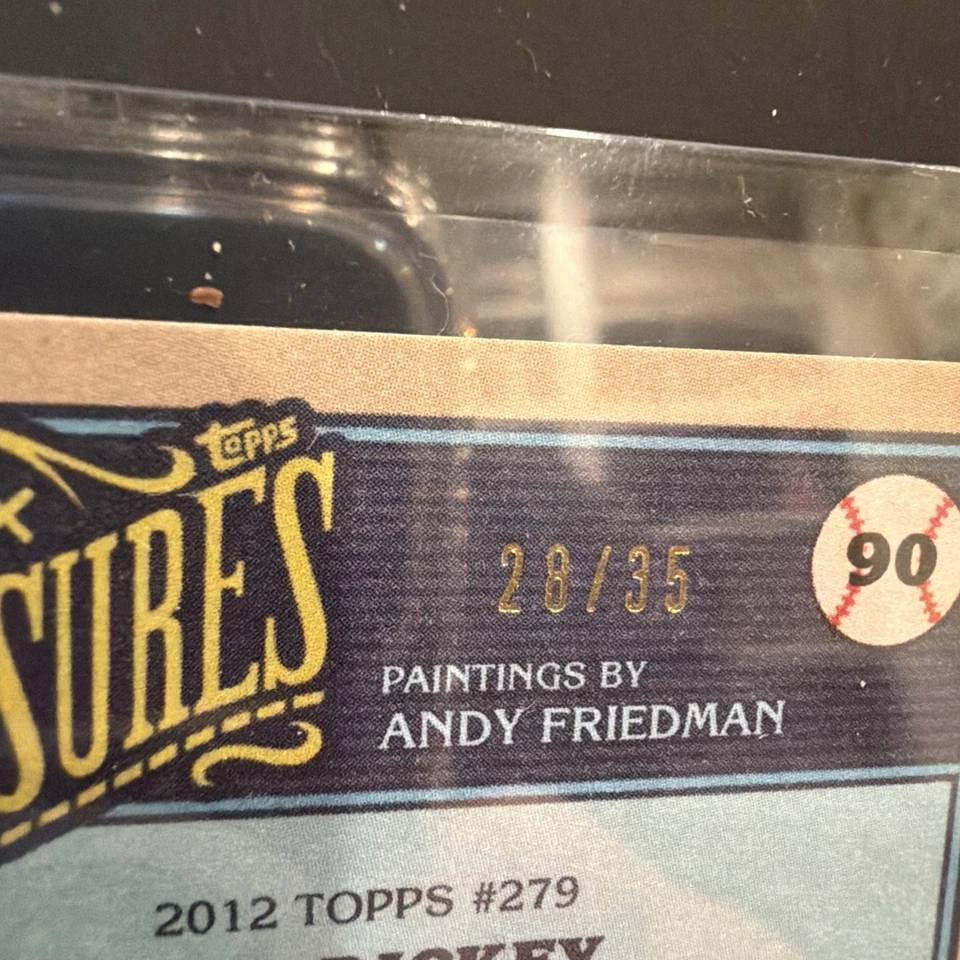 topps
SURES
28/35
90
PAINTINGS BY
ANDY FRIEDMAN
2012 TOPPS #279